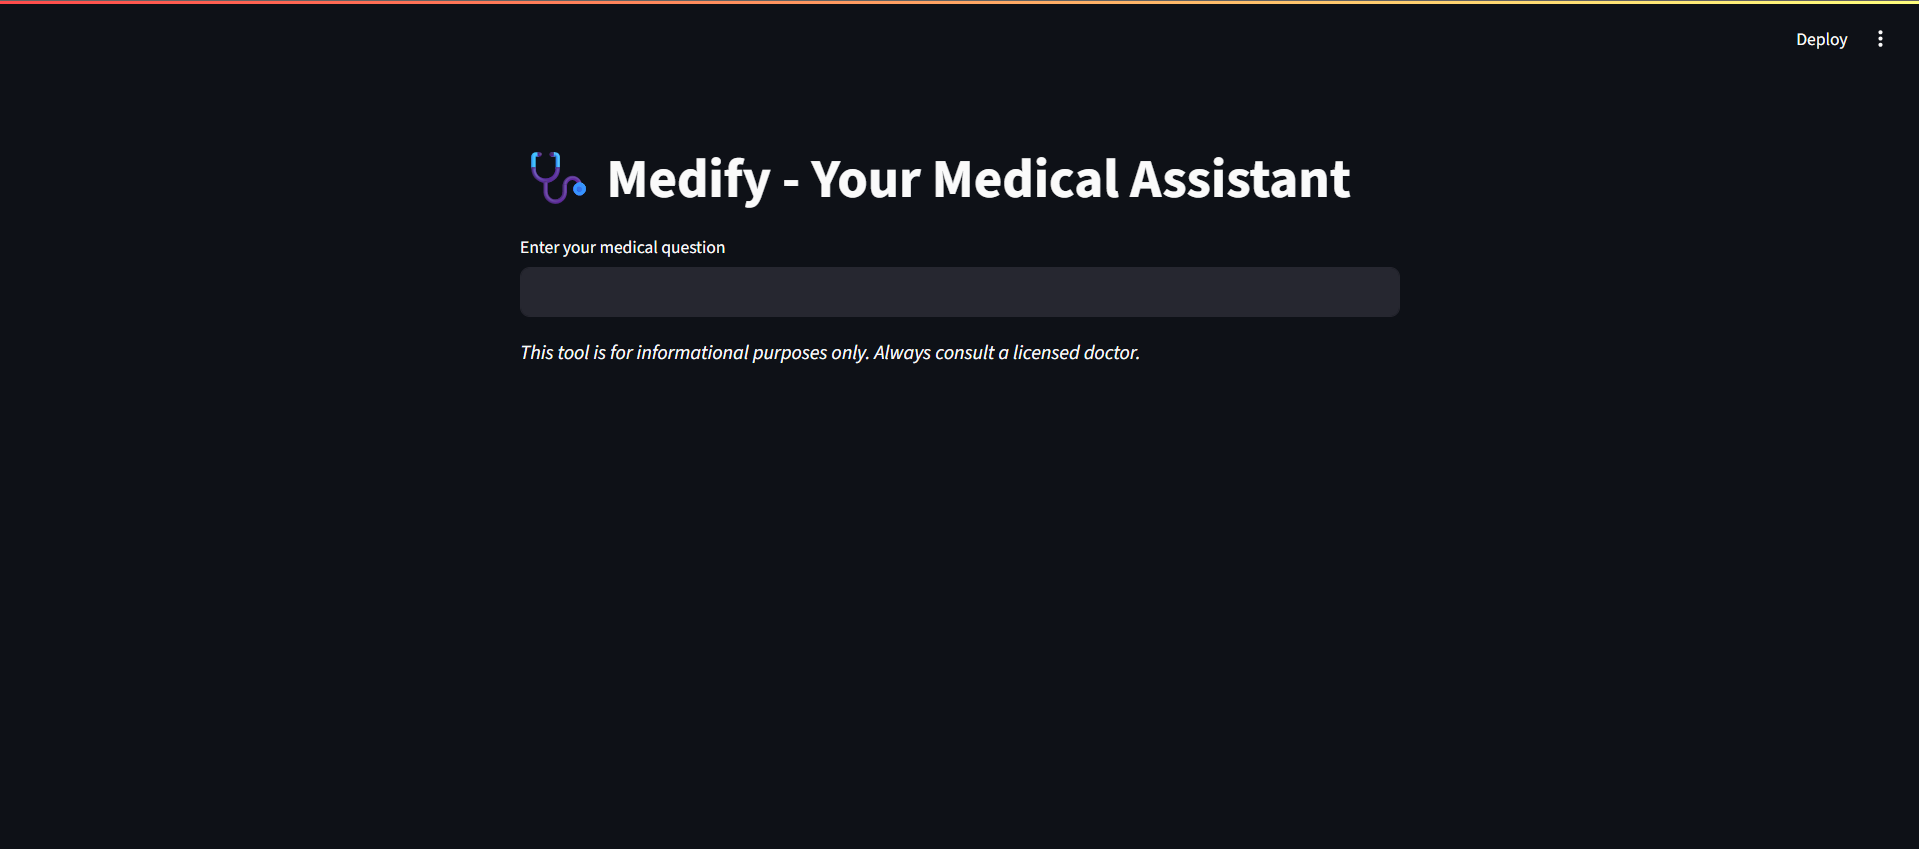 Deploy
Medify - Your Medical Assistant
Enter your medical question
This tool is for informational purposes only. Always consult a licensed doctor.